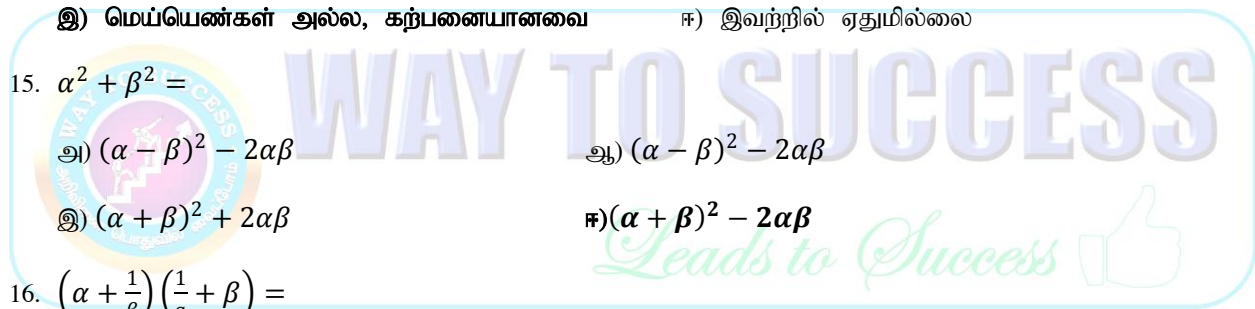 இ) மெய்யெண்கள் அல்ல, கற்பனையானவை ஈ) இவற்றில் ஏதுமில்லை
WAY TO SUCCESS
15. α² + β² =
அ) (α − β)² − 2αβ ஆ) (α − β)² − 2αβ
இ) (α + β)² + 2αβ ஈ) (α + β)² − 2αβ
Leads to Success
16. (α + 1/β)(1/α + β) =